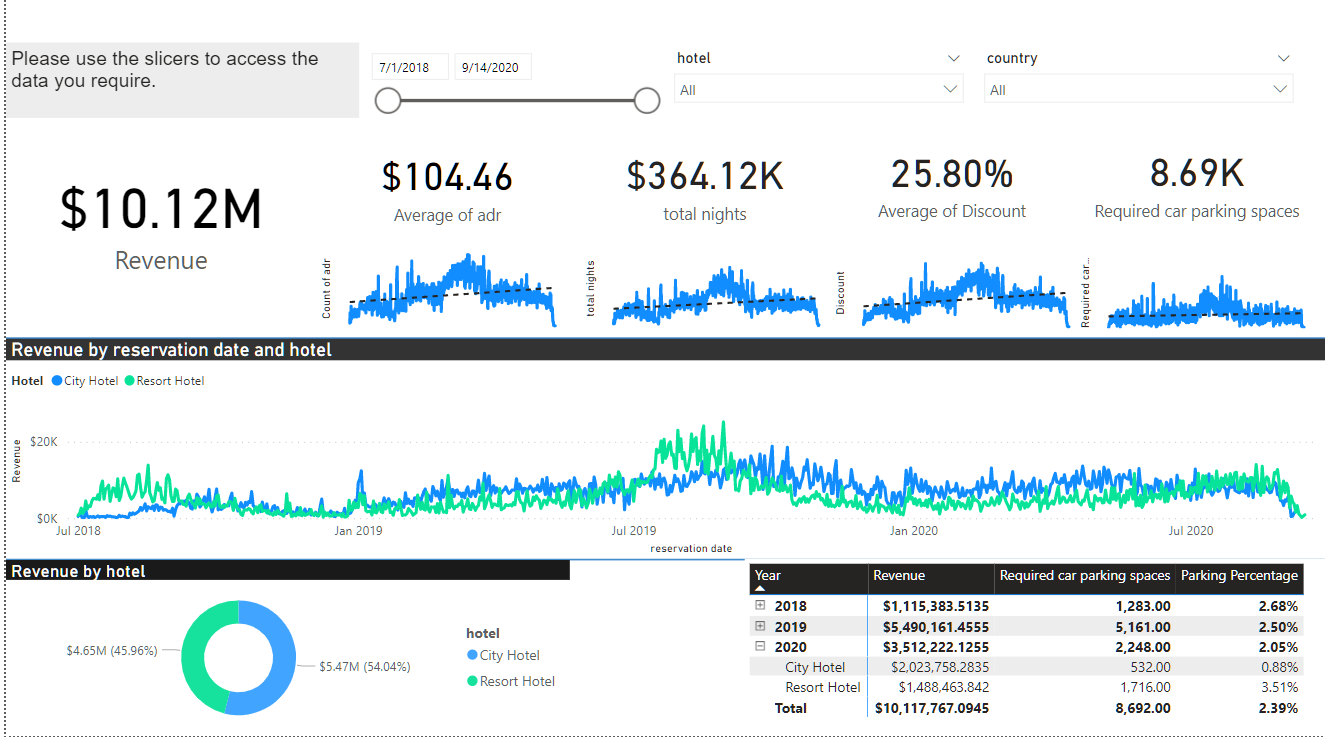 Please use the slicers to access the
data you require.
7/1/2018 9/14/2020
hotel
All
country
All
$10.12M
Revenue
$104.46
Average of adr
$364.12K
total nights
25.80%
Average of Discount
8.69K
Required car parking spaces
Count of adr
total nights
Discount
Required car...
Revenue by reservation date and hotel
Hotel City Hotel Resort Hotel
Revenue
$20K
$0K
Jul 2018 Jan 2019 Jul 2019 Jan 2020 Jul 2020
reservation date
Revenue by hotel
$4.65M (45.96%)
$5.47M (54.04%)
hotel
City Hotel
Resort Hotel
Year Revenue Required car parking spaces Parking Percentage
2018 $1,115,383.5135 1,283.00 2.68%
2019 $5,490,161.4555 5,161.00 2.50%
2020 $3,512,222.1255 2,248.00 2.05%
City Hotel $2,023,758.2835 532.00 0.88%
Resort Hotel $1,488,463.842 1,716.00 3.51%
Total $10,117,767.0945 8,692.00 2.39%